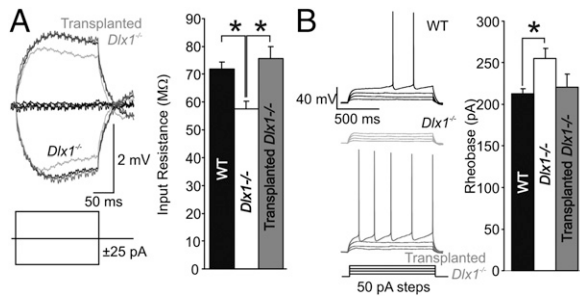 A
Transplanted
Dlx1-/-
Dlx1-/-
2 mV
50 ms
±25 pA
Input Resistance (MΩ)
90
80
70
60
50
40
30
20
10
0
* *
WT
Dlx1-/-
Transplanted Dlx1-/-
B
WT
40 mV
500 ms
Dlx1-/-
Transplanted
Dlx1-/-
50 pA steps
Rheobase (pA)
300
250
200
150
100
50
0
*
WT
Dlx1-/-
Transplanted Dlx1-/-